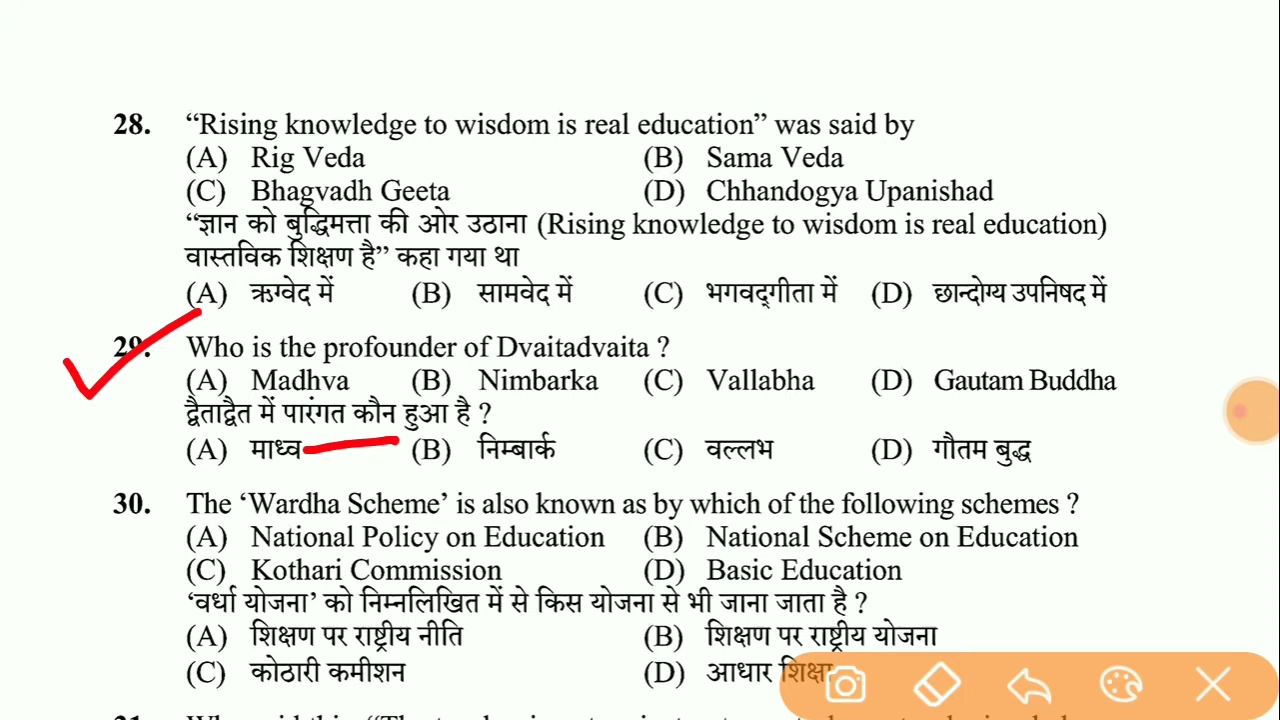 28. “Rising knowledge to wisdom is real education” was said by
(A) Rig Veda (B) Sama Veda
(C) Bhagvadh Geeta (D) Chhandogya Upanishad
“ज्ञान को बुद्धिमत्ता की ओर उठाना (Rising knowledge to wisdom is real education)
वास्तविक शिक्षण है” कहा गया था
(A) ऋग्वेद में (B) सामवेद में (C) भगवद्‌गीता में (D) छान्दोग्य उपनिषद में
29. Who is the profounder of Dvaitadvaita ?
(A) Madhva (B) Nimbarka (C) Vallabha (D) Gautam Buddha
द्वैताद्वैत में पारंगत कौन हुआ है ?
(A) माध्व (B) निम्बार्क (C) वल्लभ (D) गौतम बुद्ध
30. The ‘Wardha Scheme’ is also known as by which of the following schemes ?
(A) National Policy on Education (B) National Scheme on Education
(C) Kothari Commission (D) Basic Education
‘वर्धा योजना’ को निम्नलिखित में से किस योजना से भी जाना जाता है ?
(A) शिक्षण पर राष्ट्रीय नीति (B) शिक्षण पर राष्ट्रीय योजना
(C) कोठारी कमीशन (D) आधार शिक्षा